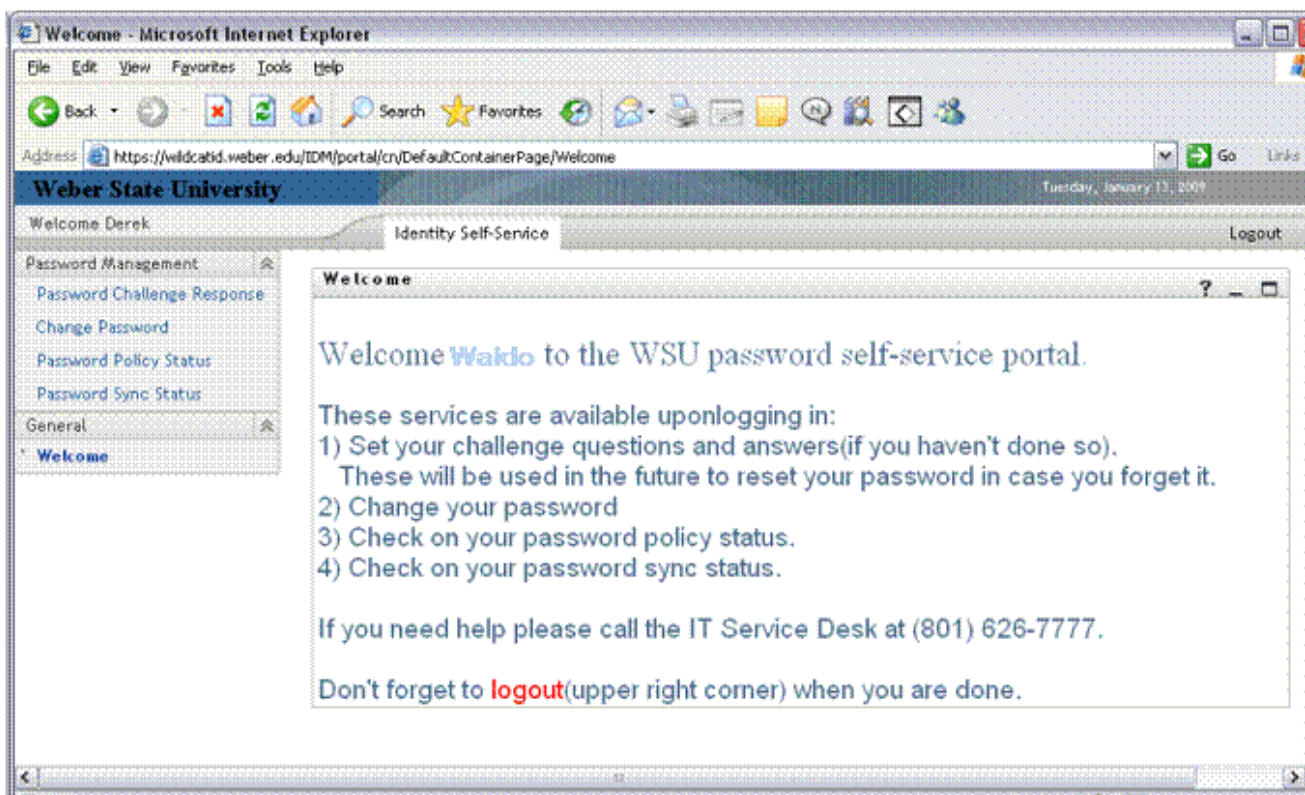 Welcome - Microsoft Internet Explorer
File Edit View Favorites Tools Help
Back Search Favorites
Address https://wildcatid.weber.edu/IDM/portal/cn/DefaultContainerPage/Welcome Go Links
Weber State University Tuesday, January 13, 2009
Welcome Derek Identity Self-Service Logout
Password Management
Password Challenge Response
Change Password
Password Policy Status
Password Sync Status
General
Welcome
Welcome ?
Welcome Waldo to the WSU password self-service portal.
These services are available uponlogging in:
1) Set your challenge questions and answers(if you haven't done so).
These will be used in the future to reset your password in case you forget it.
2) Change your password
3) Check on your password policy status.
4) Check on your password sync status.
If you need help please call the IT Service Desk at (801) 626-7777.
Don't forget to logout(upper right corner) when you are done.